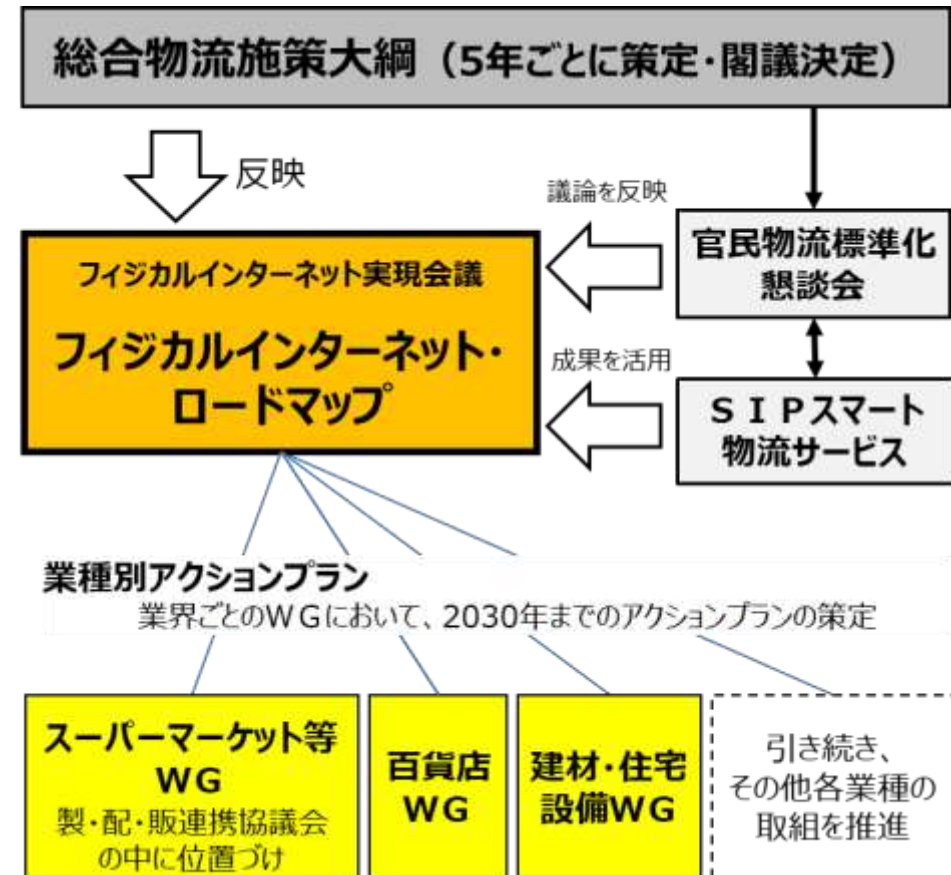 総合物流施策大綱（5年ごとに策定・閣議決定）
反映
議論を反映
官民物流標準化
懇談会
フィジカルインターネット実現会議
フィジカルインターネット・
ロードマップ
成果を活用
ＳＩＰスマート
物流サービス
業種別アクションプラン
業界ごとのＷＧにおいて、2030年までのアクションプランの策定
スーパーマーケット等
WG
製・配・販連携協議会
の中に位置づけ
百貨店
WG
建材・住宅
設備ＷＧ
引き続き、
その他各業種の
取組を推進